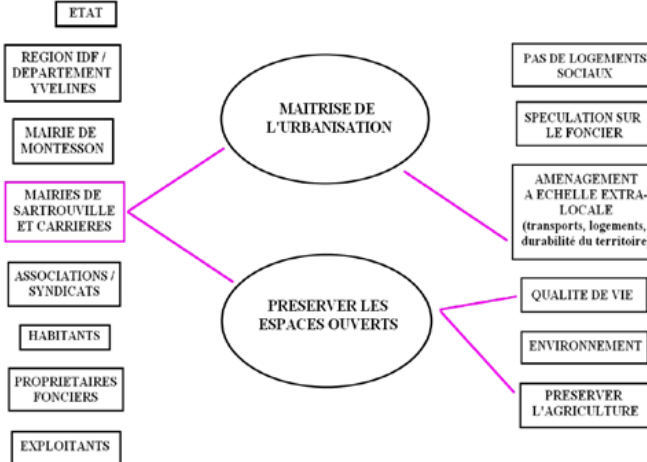 ETAT
REGION IDF /
DEPARTEMENT
YVELINES
MAIRIE DE
MONTESSON
MAIRIES DE
SARTROUVILLE
ET CARRIERES
ASSOCIATIONS /
SYNDICATS
HABITANTS
PROPRIETAIRES
FONCIERS
EXPLOITANTS
MAITRISE DE
L'URBANISATION
PRESERVER LES
ESPACES OUVERTS
PAS DE LOGEMENTS
SOCIAUX
SPECULATION SUR
LE FONCIER
AMENAGEMENT
A ECHELLE EXTRA-
LOCALE
(transports, logements,
durabilité du territoire)
QUALITE DE VIE
ENVIRONNEMENT
PRESERVER
L'AGRICULTURE